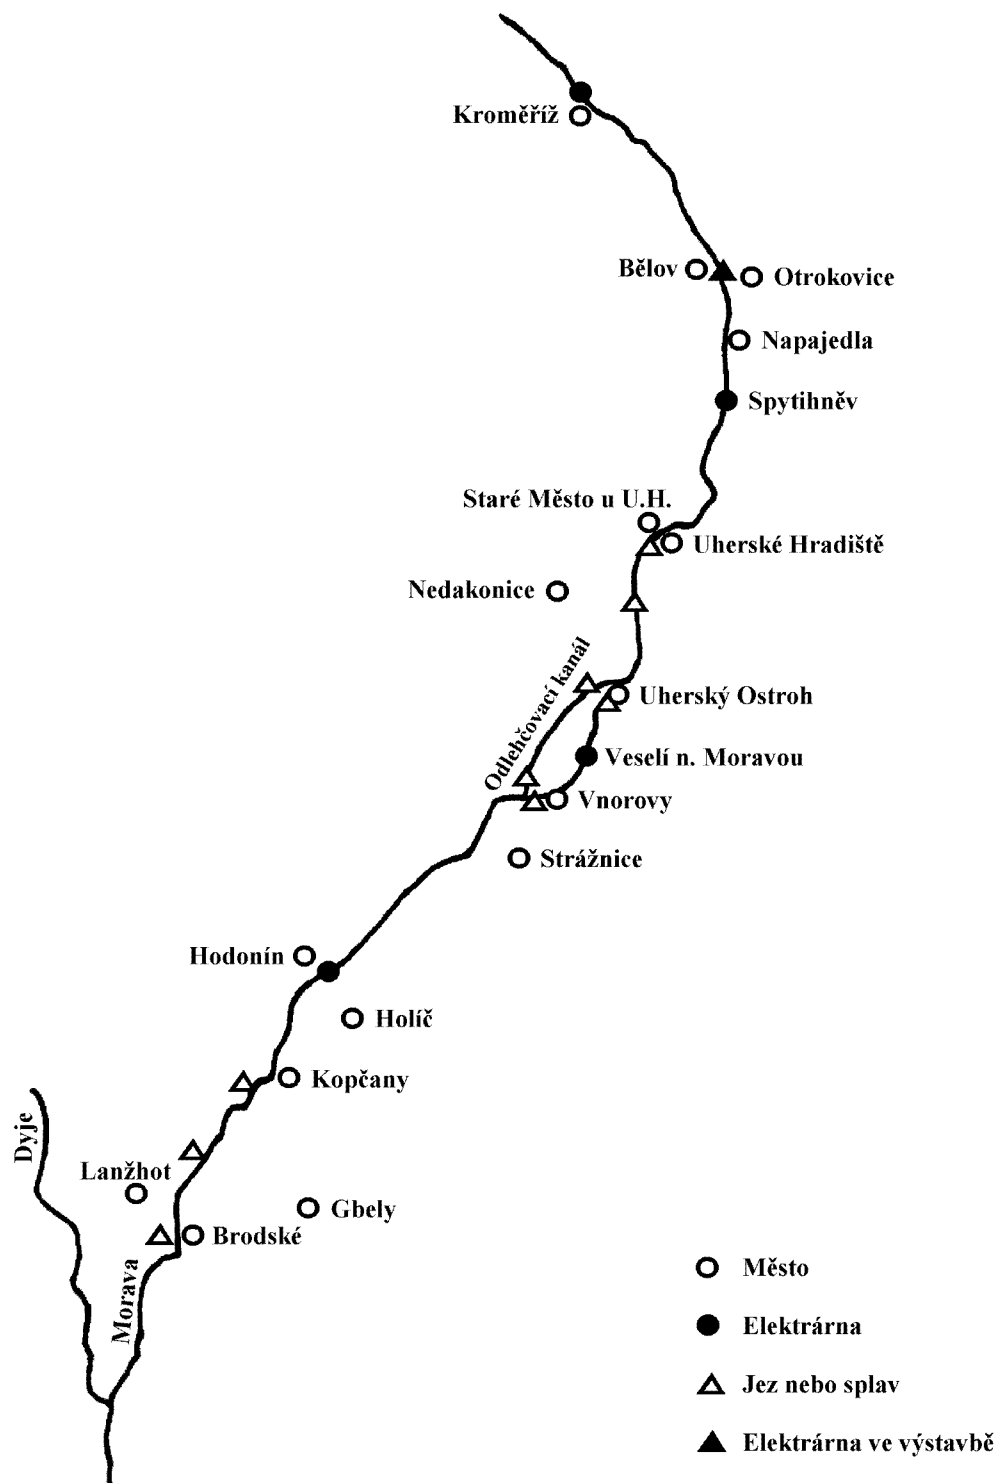 Kroměříž
Bělov
Otrokovice
Napajedla
Spytihněv
Staré Město u U.H.
Uherské Hradiště
Nedakonice
Odlehčovací kanál
Uherský Ostroh
Veselí n. Moravou
Vnorovy
Strážnice
Hodonín
Holíč
Kopčany
Dyje
Lanžhot
Gbely
Brodské
Morava
Město
Elektrárna
Jez nebo splav
Elektrárna ve výstavbě